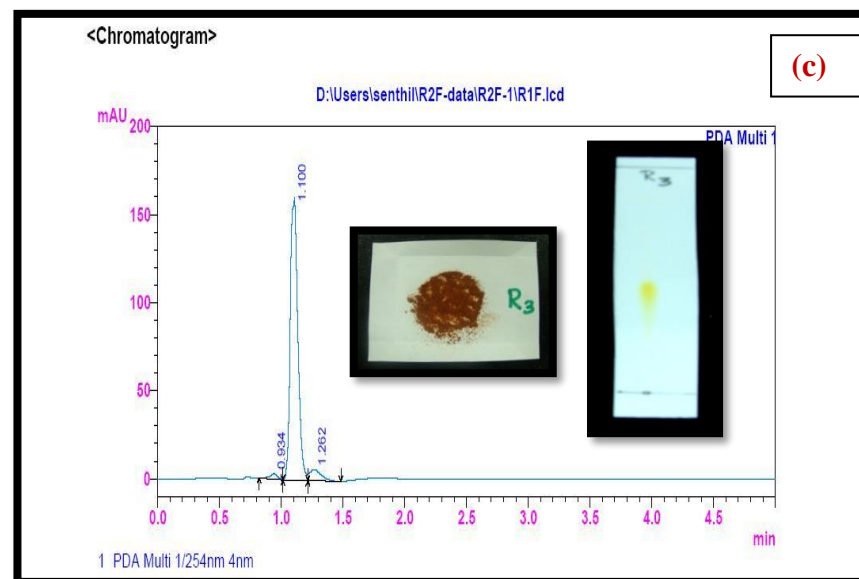 <Chromatogram>
(c)
D:\Users\senthil\R2F-data\R2F-1\R1F.lcd
mAU
PDA Multi 1
200
150
100
50
0
0.934
1.100
1.262
R3
R3
0.0 0.5 1.0 1.5 2.0 2.5 3.0 3.5 4.0 4.5
min
1 PDA Multi 1/254nm 4nm